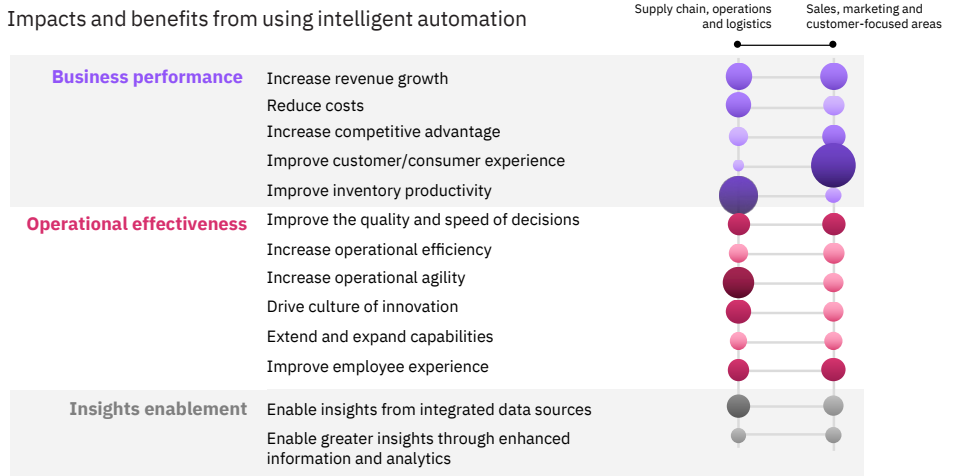 Impacts and benefits from using intelligent automation
Supply chain, operations
and logistics
Sales, marketing and
customer-focused areas
Business performance
Increase revenue growth
Reduce costs
Increase competitive advantage
Improve customer/consumer experience
Improve inventory productivity
Operational effectiveness
Improve the quality and speed of decisions
Increase operational efficiency
Increase operational agility
Drive culture of innovation
Extend and expand capabilities
Improve employee experience
Insights enablement
Enable insights from integrated data sources
Enable greater insights through enhanced
information and analytics